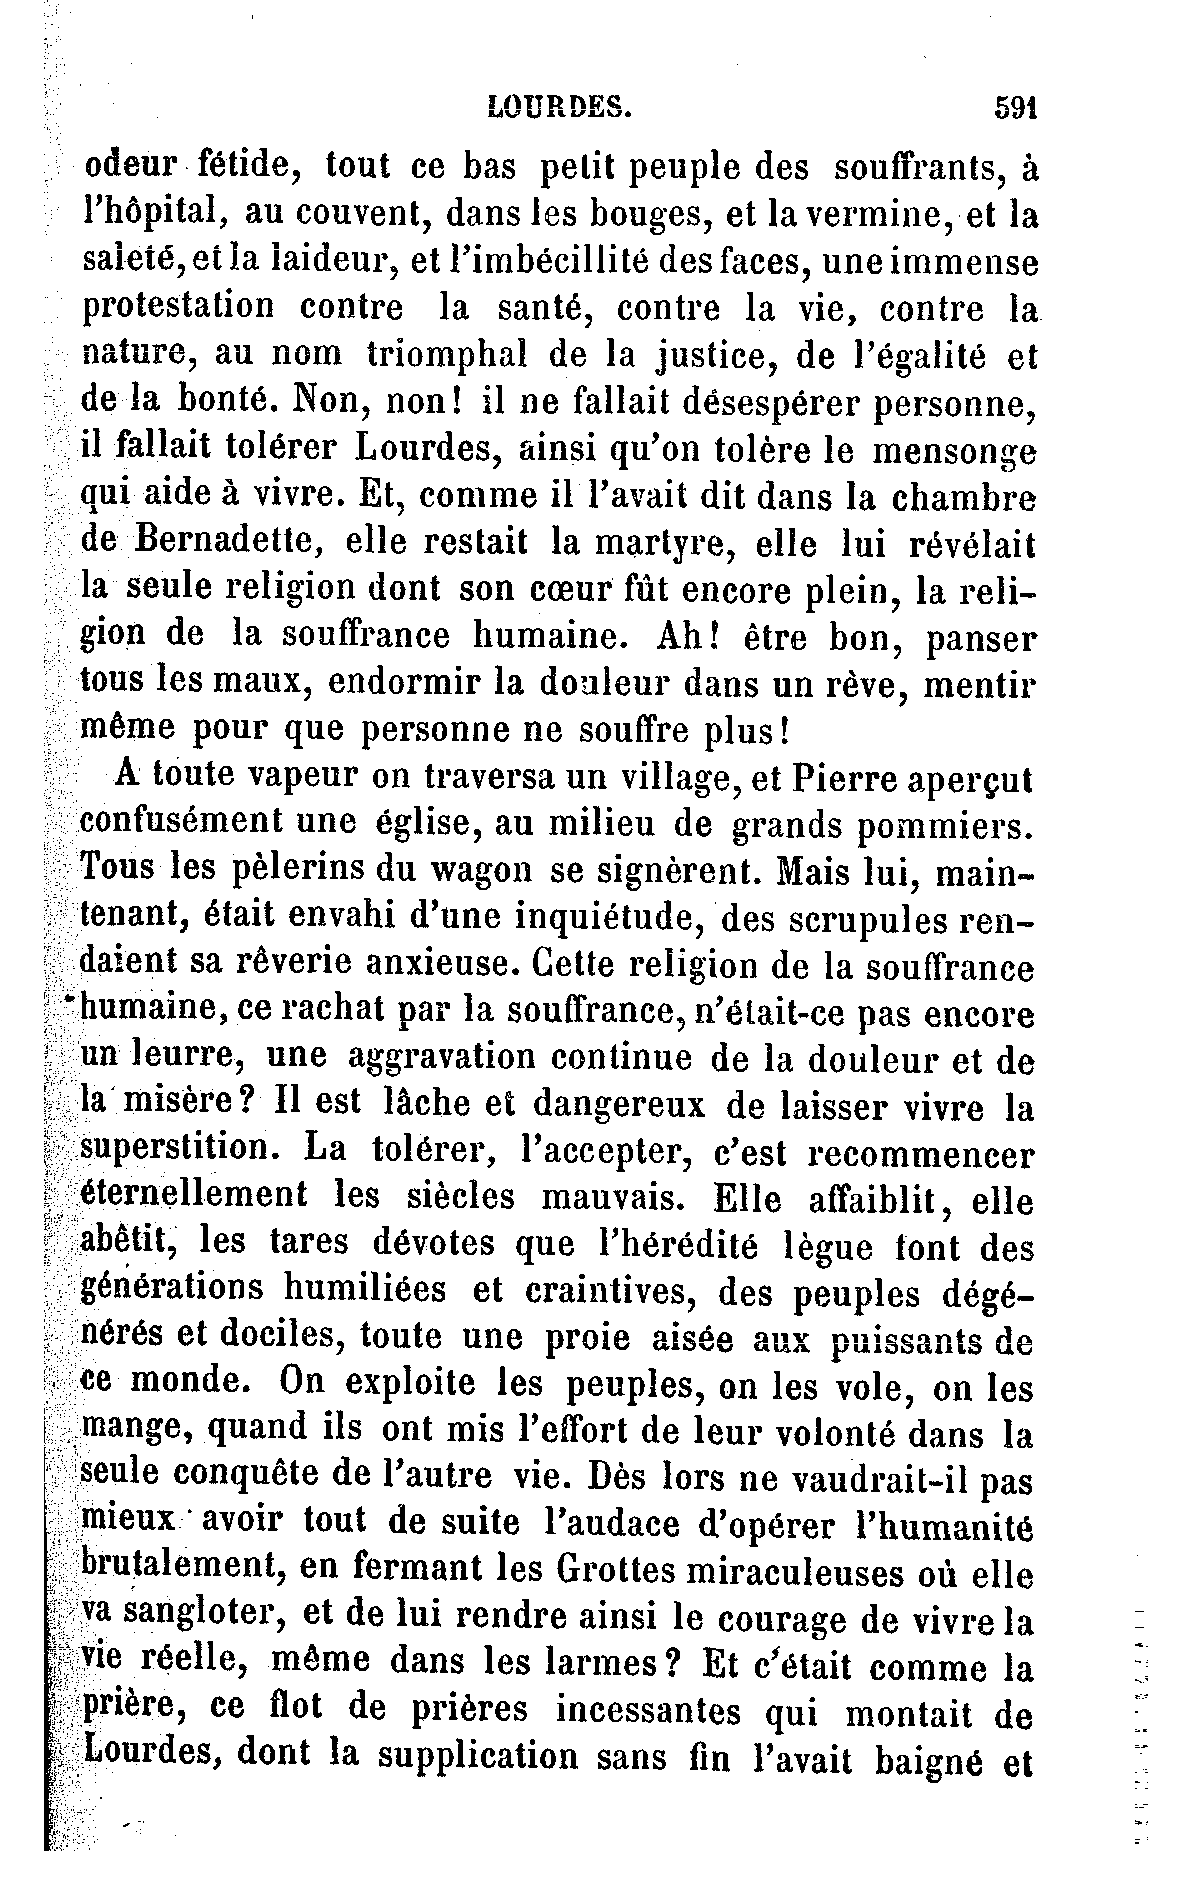 LOURDES. 591
odeur fétide, tout ce bas petit peuple des souffrants, à
l'hôpital, au couvent, dans les bouges, et la vermine, et la
saleté, et la laideur, et l'imbécillité des faces, une immense
protestation contre la santé, contre la vie, contre la
nature, au nom triomphal de la justice, de l'égalité et
de la bonté. Non, non! il ne fallait désespérer personne,
il fallait tolérer Lourdes, ainsi qu'on tolère le mensonge
qui aide à vivre. Et, comme il l'avait dit dans la chambre
de Bernadette, elle restait la martyre, elle lui révélait
la seule religion dont son cœur fût encore plein, la reli-
gion de la souffrance humaine. Ah! être bon, panser
tous les maux, endormir la douleur dans un rêve, mentir
même pour que personne ne souffre plus!
A toute vapeur on traversa un village, et Pierre aperçut
confusément une église, au milieu de grands pommiers.
Tous les pèlerins du wagon se signèrent. Mais lui, main-
tenant, était envahi d'une inquiétude, des scrupules ren-
daient sa rêverie anxieuse. Cette religion de la souffrance
humaine, ce rachat par la souffrance, n'était-ce pas encore
un leurre, une aggravation continue de la douleur et de
la misère? Il est lâche et dangereux de laisser vivre la
superstition. La tolérer, l'accepter, c'est recommencer
éternellement les siècles mauvais. Elle affaiblit, elle
abêtit, les tares dévotes que l'hérédité lègue font des
générations humiliées et craintives, des peuples dégé-
nérés et dociles, toute une proie aisée aux puissants de
ce monde. On exploite les peuples, on les vole, on les
mange, quand ils ont mis l'effort de leur volonté dans la
seule conquête de l'autre vie. Dès lors ne vaudrait-il pas
mieux avoir tout de suite l'audace d'opérer l'humanité
brutalement, en fermant les Grottes miraculeuses où elle
va sangloter, et de lui rendre ainsi le courage de vivre la
vie réelle, même dans les larmes? Et c'était comme la
prière, ce flot de prières incessantes qui montait de
Lourdes, dont la supplication sans fin l'avait baigné et